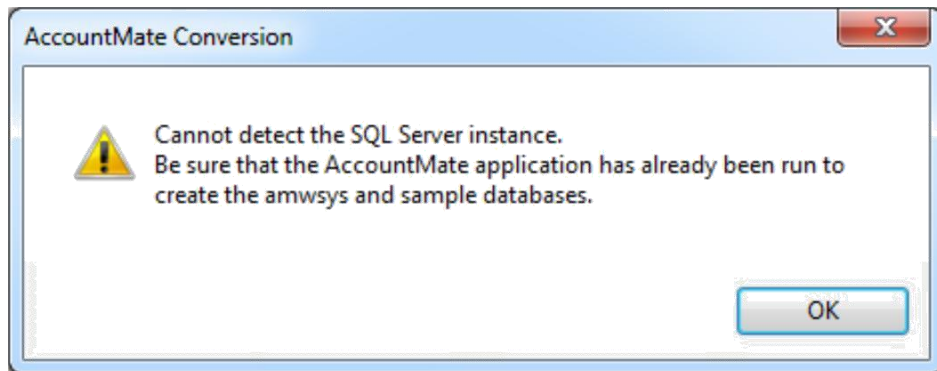 AccountMate Conversion
Cannot detect the SQL Server instance.
Be sure that the AccountMate application has already been run to
create the amwsys and sample databases.
OK